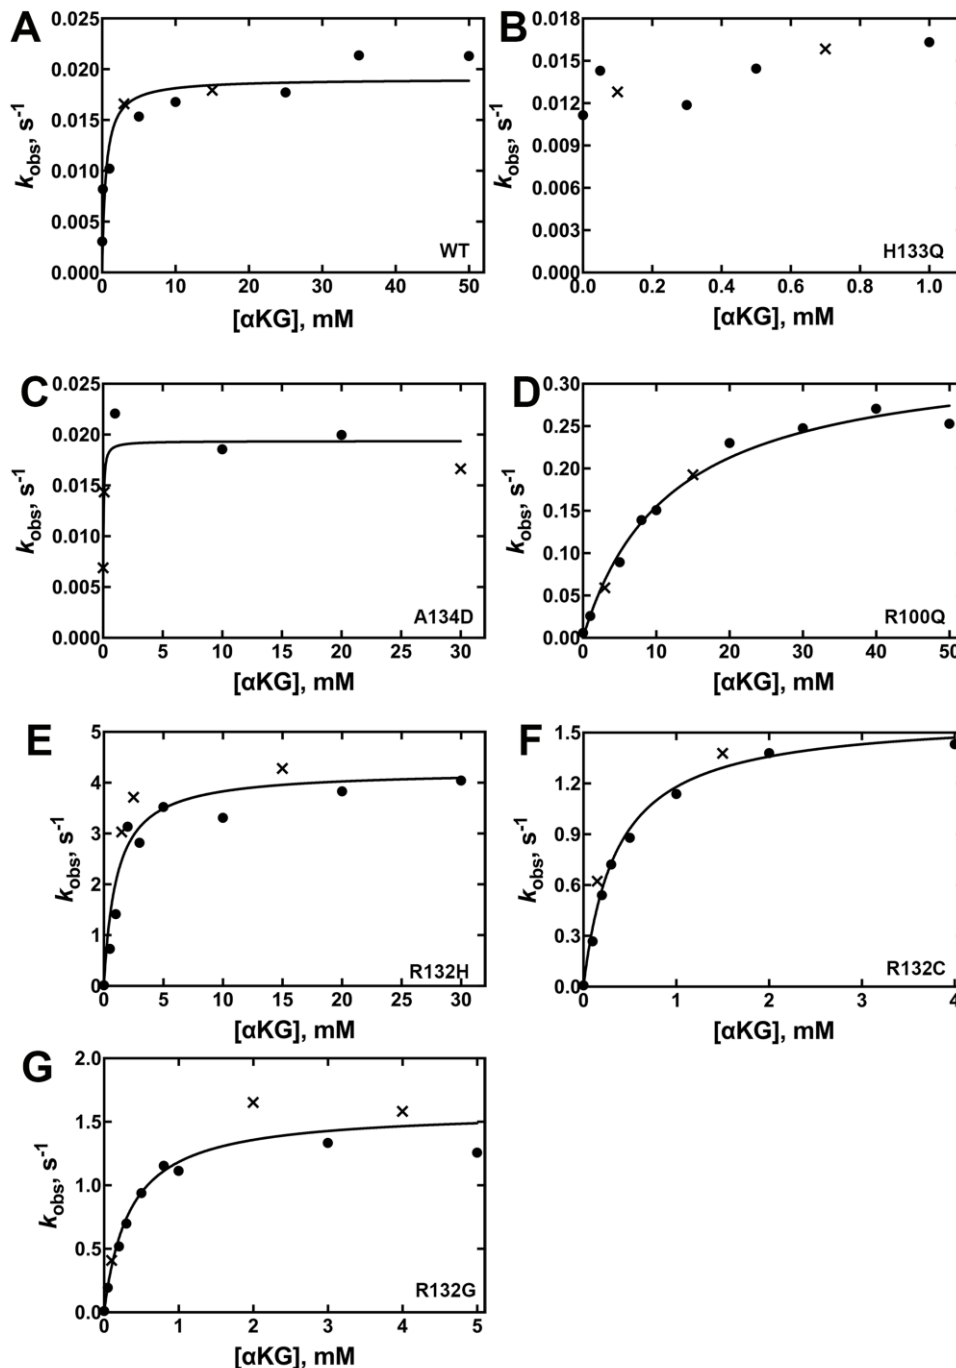 A
0.025
0.020
0.015
0.010
0.005
0.000
kobs, s-1
0 10 20 30 40 50
[αKG], mM
WT
B
0.018
0.015
0.012
0.009
0.006
0.003
0.000
kobs, s-1
0.0 0.2 0.4 0.6 0.8 1.0
[αKG], mM
H133Q
C
0.025
0.020
0.015
0.010
0.005
0.000
kobs, s-1
0 5 10 15 20 25 30
[αKG], mM
A134D
D
0.30
0.25
0.20
0.15
0.10
0.05
0.00
kobs, s-1
0 10 20 30 40 50
[αKG], mM
R100Q
E
5
4
3
2
1
0
kobs, s-1
0 5 10 15 20 25 30
[αKG], mM
R132H
F
1.5
1.2
0.9
0.6
0.3
0.0
kobs, s-1
0 1 2 3 4
[αKG], mM
R132C
G
2.0
1.5
1.0
0.5
0.0
kobs, s-1
0 1 2 3 4 5
[αKG], mM
R132G